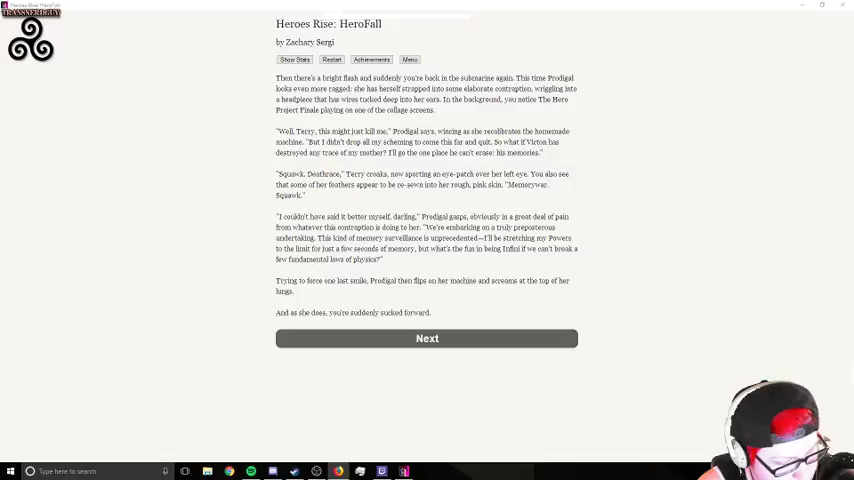 Heroes Rise: HeroFall
TRANSNERDGUY
Heroes Rise: HeroFall
by Zachary Sergi
Show Stats
Restart
Achievements
Menu
Then there's a bright flash and suddenly you're back in the submarine again. This time Prodigal
looks even more ragged: she has herself strapped into some elaborate contraption, wriggling into
a headpiece that has wires tucked deep into her ears. In the background, you notice The Hero
Project Finale playing on one of the collage screens.
"Well, Terry, this might just kill me," Prodigal says, wincing as she recalibrates the homemade
machine. "But I didn't drop all my scheming to come this far and quit. So what if Victon has
destroyed any trace of my mother? I'll go the one place he can't erase: his memories."
"Squawk. Deathrace," Terry croaks, now sporting an eye-patch over her left eye. You also see
that some of her feathers appear to be re-sewn into her rough, pink skin. "Memorywar.
Squawk."
"I couldn't have said it better myself, darling," Prodigal gasps, obviously in a great deal of pain
from whatever this contraption is doing to her. "We're embarking on a truly preposterous
undertaking. This kind of memory surveillance is unprecedented—I'll be stretching my Powers
to the limit for just a few seconds of memory, but what's the fun in being Infini if we can't break a
few fundamental laws of physics?"
Trying to force one last smile, Prodigal then flips on her machine and screams at the top of her
lungs.
And as she does, you're suddenly sucked forward.
Next
Type here to search